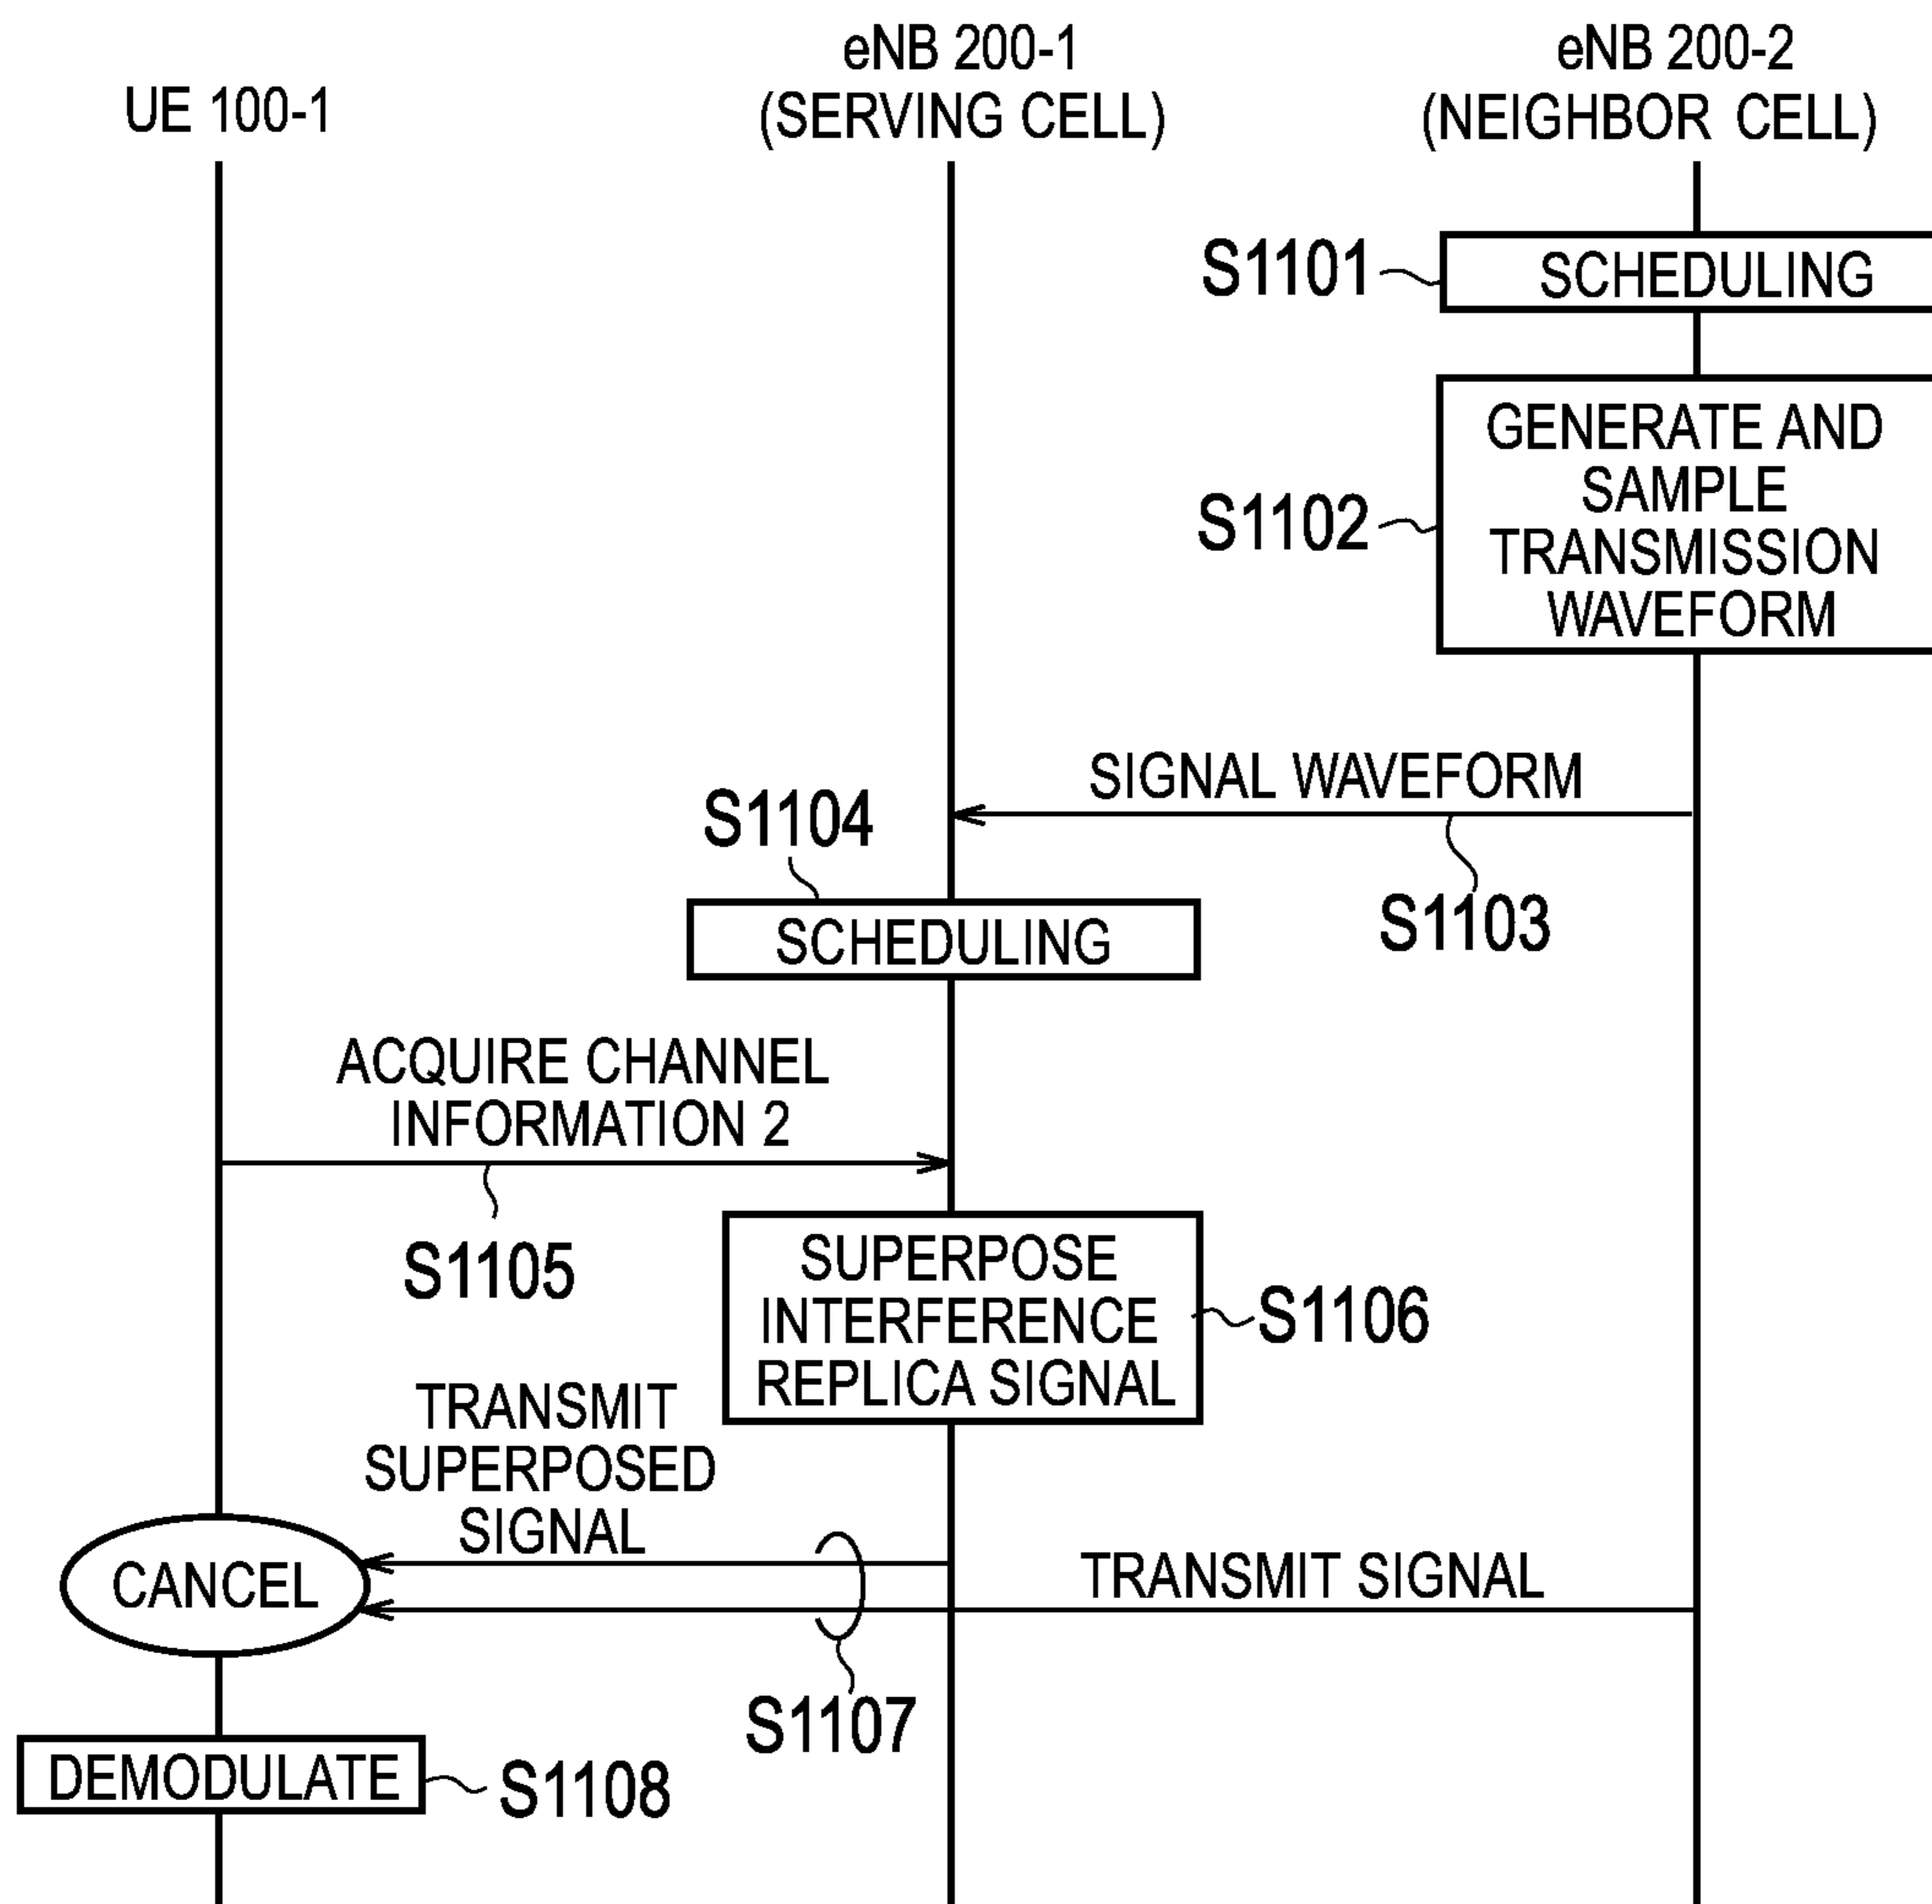 UE 100-1
eNB 200-1
(SERVING CELL)
eNB 200-2
(NEIGHBOR CELL)
S1101
SCHEDULING
S1102
GENERATE AND
SAMPLE
TRANSMISSION
WAVEFORM
SIGNAL WAVEFORM
S1103
S1104
SCHEDULING
ACQUIRE CHANNEL
INFORMATION 2
S1105
SUPERPOSE
INTERFERENCE
REPLICA SIGNAL
S1106
TRANSMIT
SUPERPOSED
SIGNAL
TRANSMIT SIGNAL
CANCEL
S1107
DEMODULATE
S1108